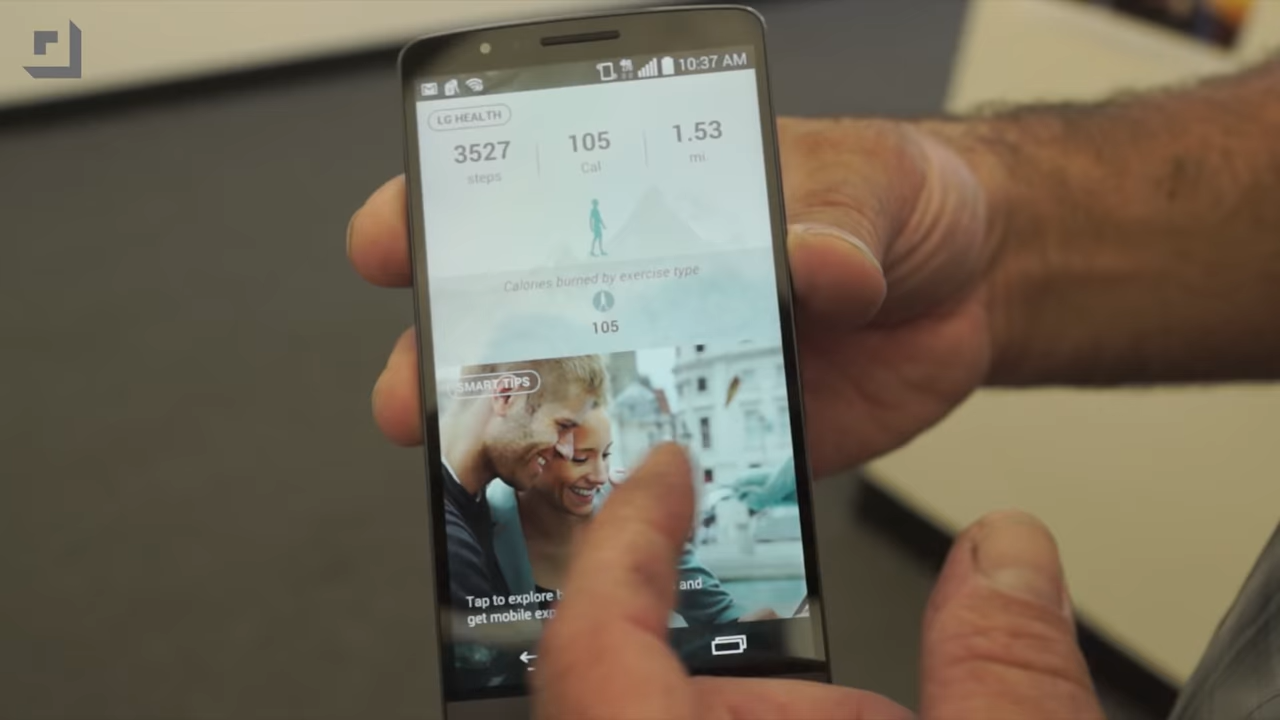 10:37 AM
LG HEALTH
3527
steps
105
Cal
1.53
mi.
Calories burned by exercise type
105
SMART TIPS
Tap to explore and
get mobile